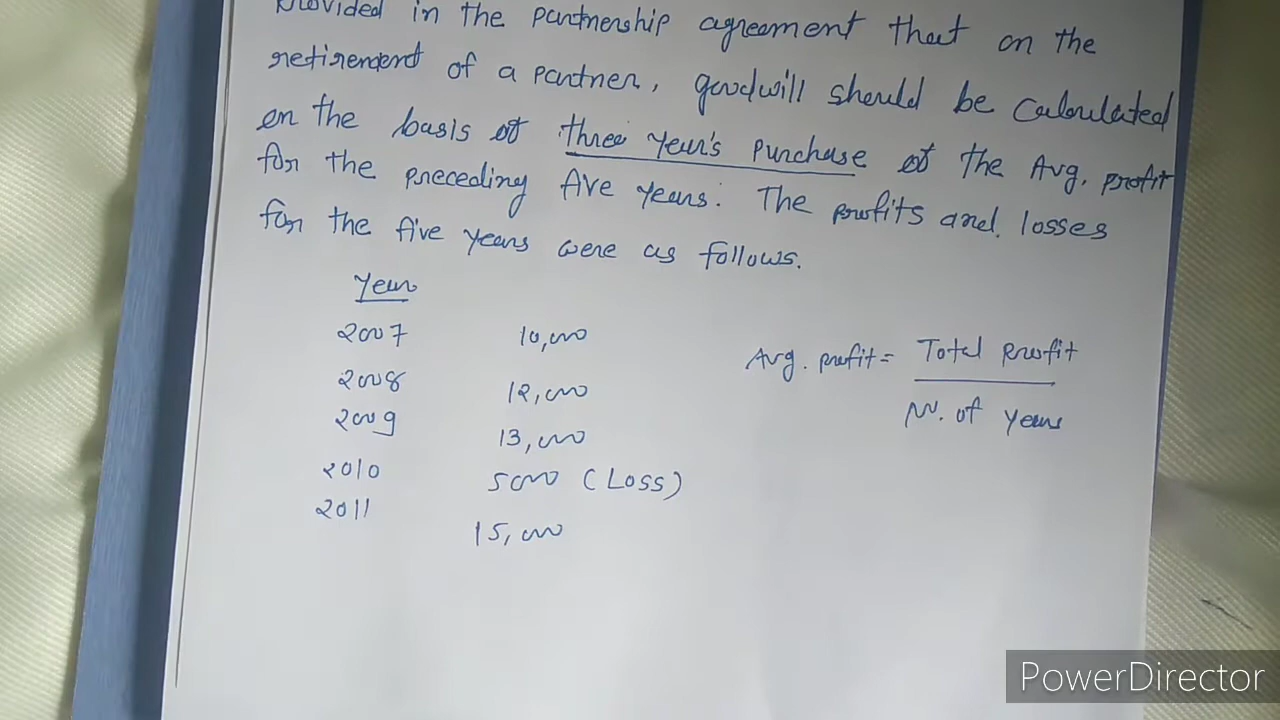 Provided in the partnership agreement that on the
retirement of a partner, goodwill should be Calculated
on the basis of three Year's Purchase of the Avg. profit
for the preceding five years. The profits and losses
for the five years were as follows.
Year
2007 10,000
2008 12,000
2009 13,000
2010 5000 (Loss)
2011 15,000
Avg. profit = Total profit
No. of years
PowerDirector